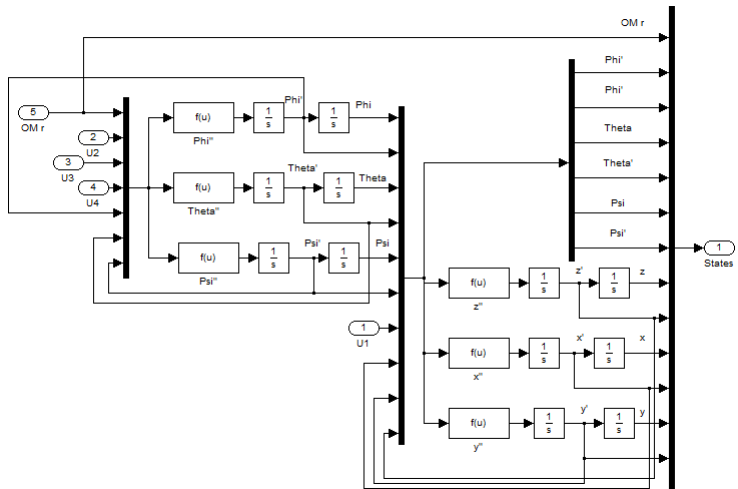 OM r
Phi'
Phi'
Theta
Theta'
Psi
Psi'
5
OM r
2
U2
3
U3
4
U4
f(u)
Phi''
1
s
Phi'
1
s
Phi
f(u)
Theta''
1
s
Theta'
1
s
Theta
f(u)
Psi''
1
s
Psi'
1
s
Psi
1
U1
f(u)
z''
1
s
z'
1
s
z
f(u)
x''
1
s
x'
1
s
x
f(u)
y''
1
s
y'
1
s
y
1
States